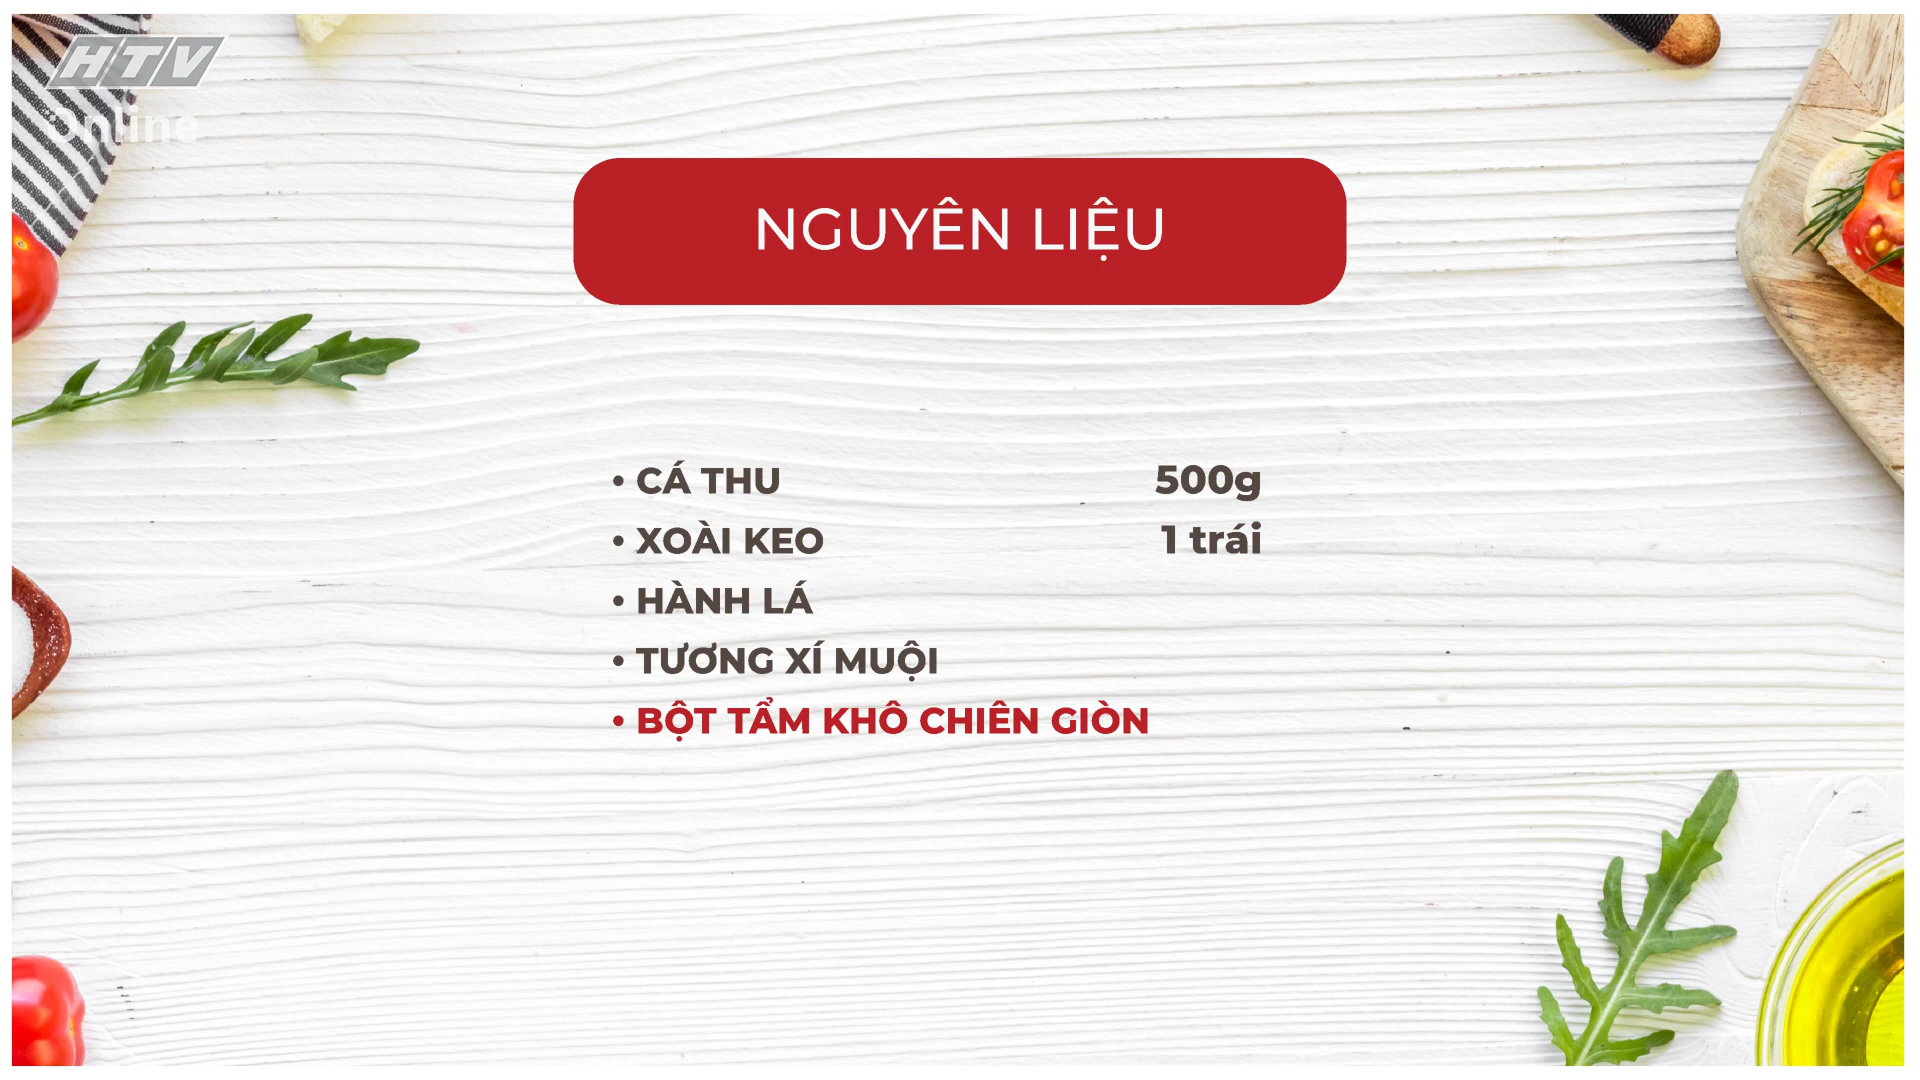 HTV
Online
NGUYÊN LIỆU
• CÁ THU 500g
• XOÀI KEO 1 trái
• HÀNH LÁ
• TƯƠNG XÍ MUỘI
• BỘT TẨM KHÔ CHIÊN GIÒN